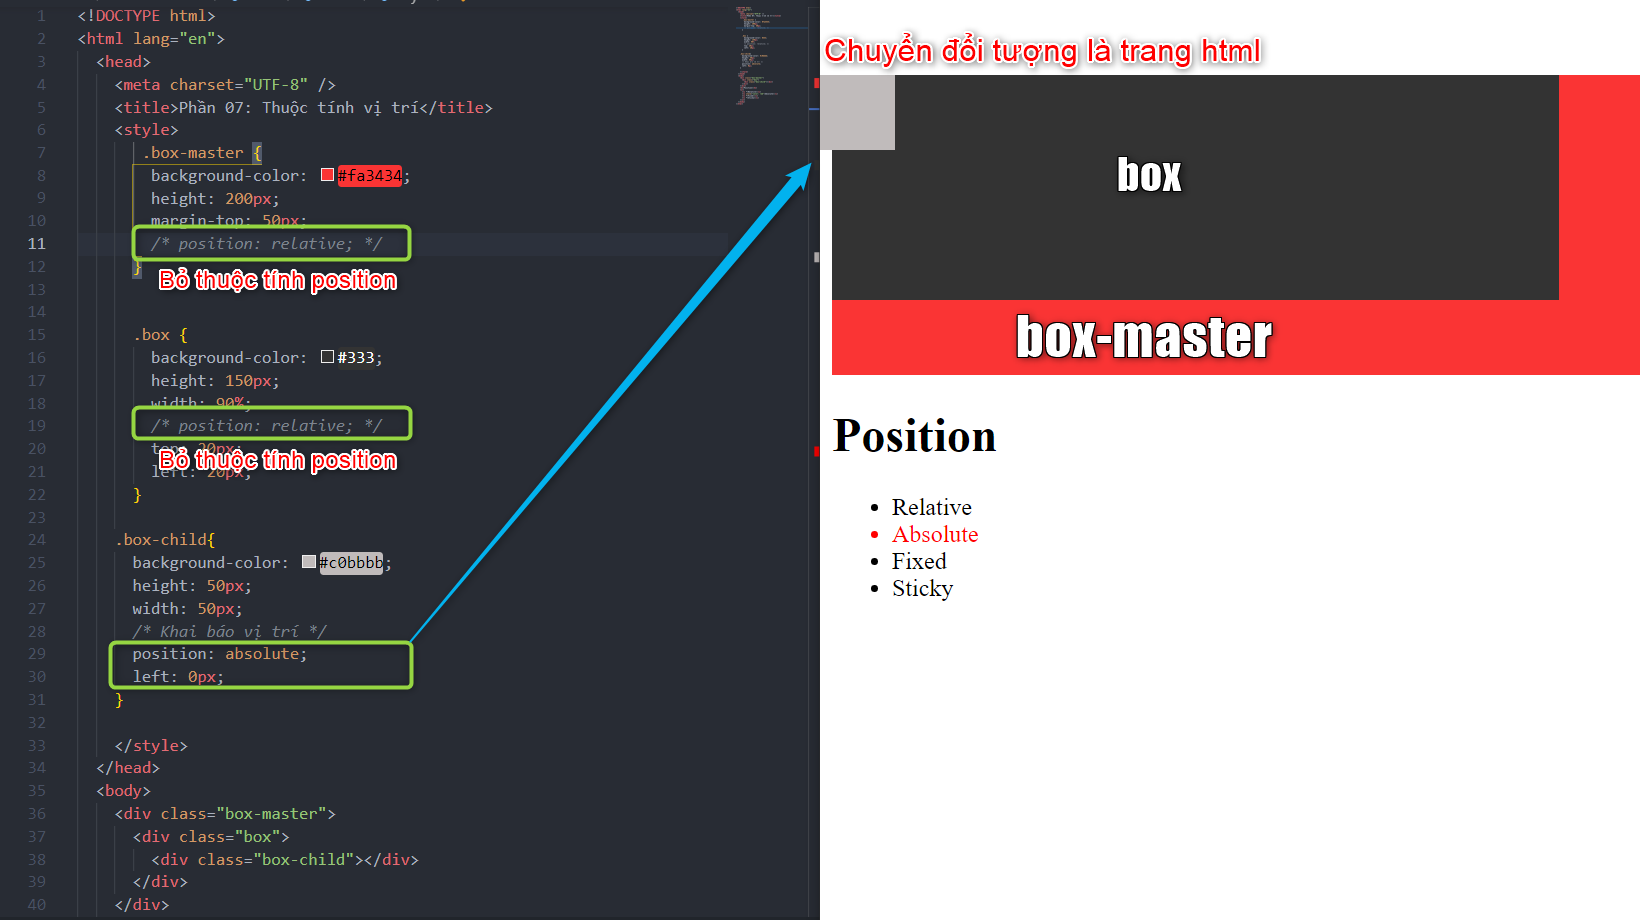 1 <!DOCTYPE html>
2 <html lang="en">
3 <head>
4 <meta charset="UTF-8" />
5 <title>Phần 07: Thuộc tính vị trí</title>
6 <style>
7 .box-master {
8 background-color: #fa3434;
9 height: 200px;
10 margin-top: 50px;
11 /* position: relative; */
12 }
Bỏ thuộc tính position
13
14
15 .box {
16 background-color: #333;
17 height: 150px;
18 width: 90%;
19 /* position: relative; */
20 top: 20px;
Bỏ thuộc tính position
21 left: 20px;
22 }
23
24 .box-child{
25 background-color: #c0bbbb;
26 height: 50px;
27 width: 50px;
28 /* Khai báo vị trí */
29 position: absolute;
30 left: 0px;
31 }
32
33 </style>
34 </head>
35 <body>
36 <div class="box-master">
37 <div class="box">
38 <div class="box-child"></div>
39 </div>
40 </div>
Chuyển đổi tượng là trang html
box
box-master
Position
Relative
Absolute
Fixed
Sticky